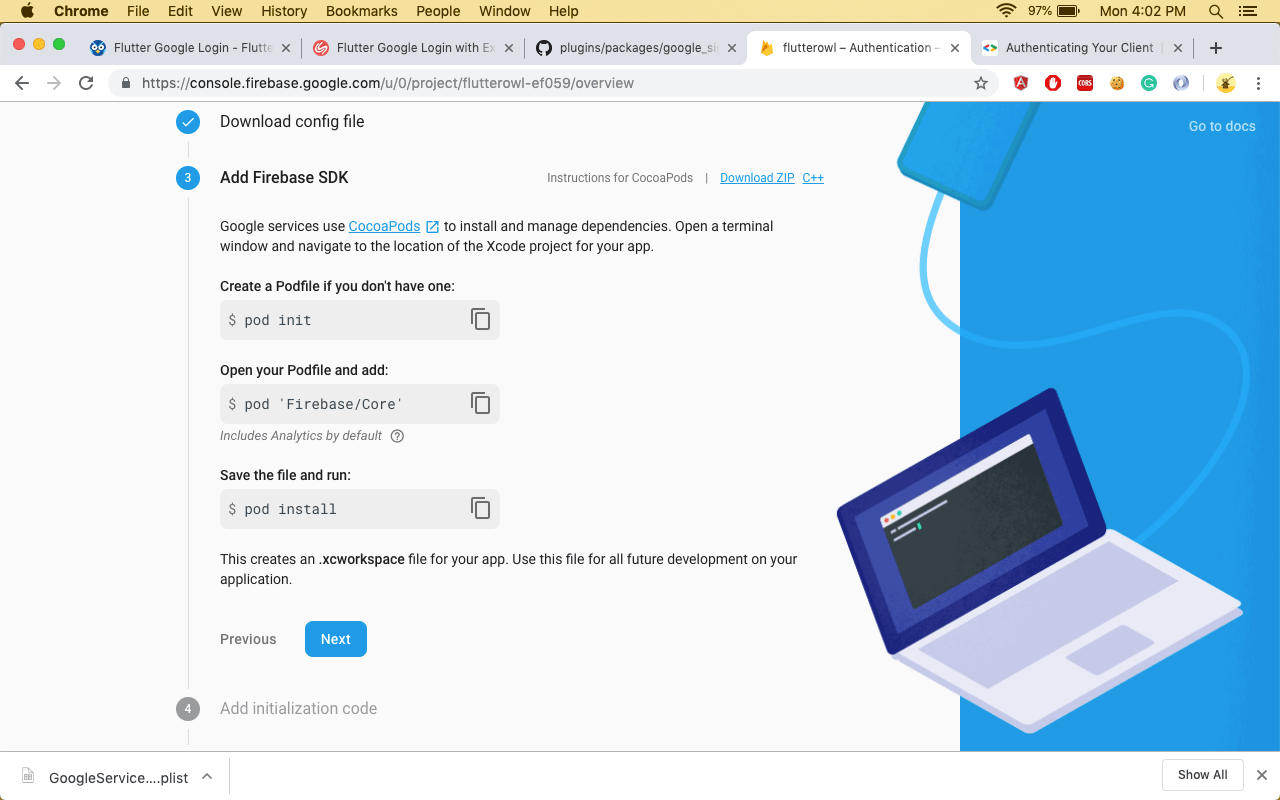 Chrome File Edit View History Bookmarks People Window Help 97% Mon 4:02 PM
Flutter Google Login - Flutte Flutter Google Login with Ex plugins/packages/google_si flutterowl – Authentication – Authenticating Your Client
https://console.firebase.google.com/u/0/project/flutterowl-ef059/overview CORS
Download config file
Go to docs
3 Add Firebase SDK Instructions for CocoaPods | Download ZIP C++
Google services use CocoaPods to install and manage dependencies. Open a terminal
window and navigate to the location of the Xcode project for your app.
Create a Podfile if you don't have one:
$ pod init
Open your Podfile and add:
$ pod 'Firebase/Core'
Includes Analytics by default ?
Save the file and run:
$ pod install
This creates an .xcworkspace file for your app. Use this file for all future development on your
application.
Previous Next
4 Add initialization code
GoogleService....plist Show All